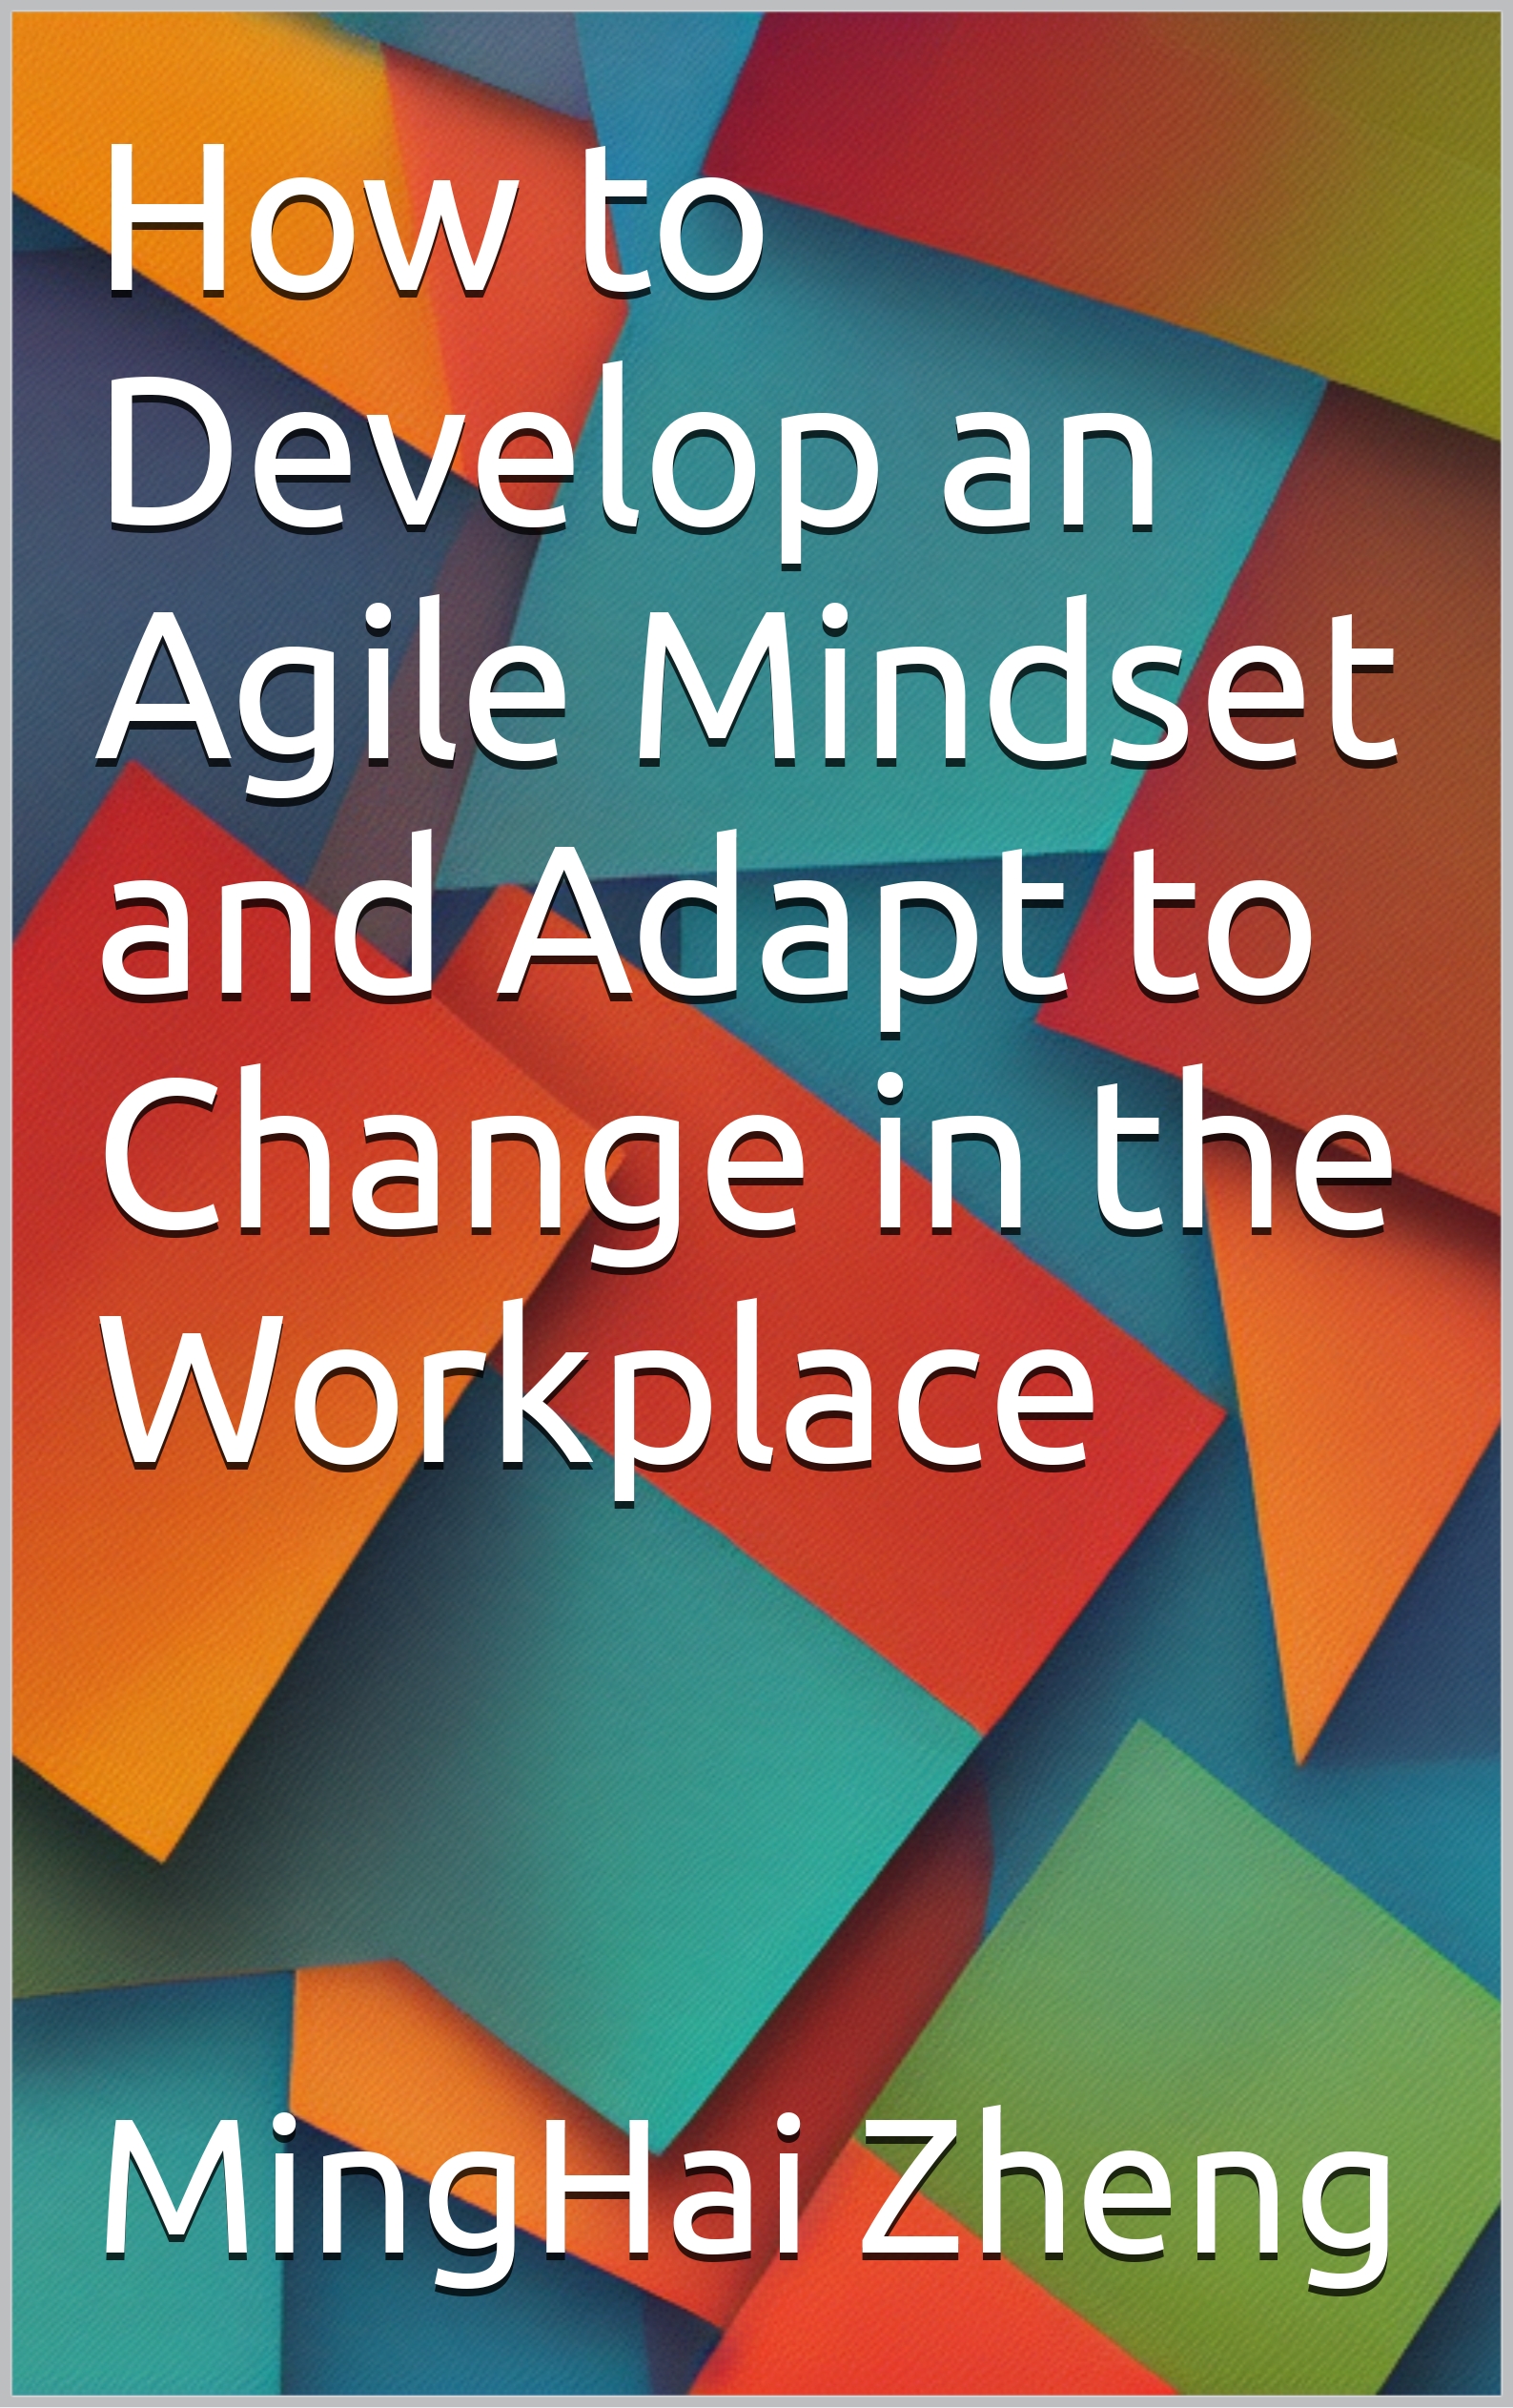 How to
Develop an
Agile Mindset
and Adapt to
Change in the
Workplace
MingHai Zheng